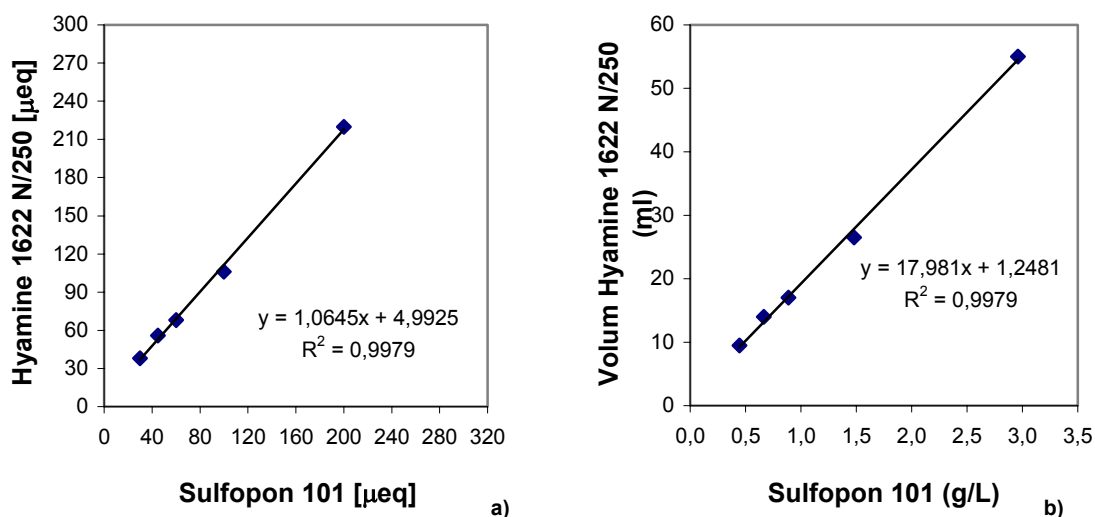 Hyamine 1622 N/250 [µeq]
300
270
240
210
180
150
120
90
60
30
0
y = 1,0645x + 4,9925
R² = 0,9979
0 40 80 120 160 200 240 280 320
Sulfopon 101 [µeq]
a)
Volum Hyamine 1622 N/250
(ml)
60
50
40
30
20
10
0
y = 17,981x + 1,2481
R² = 0,9979
0,0 0,5 1,0 1,5 2,0 2,5 3,0 3,5
Sulfopon 101 (g/L)
b)